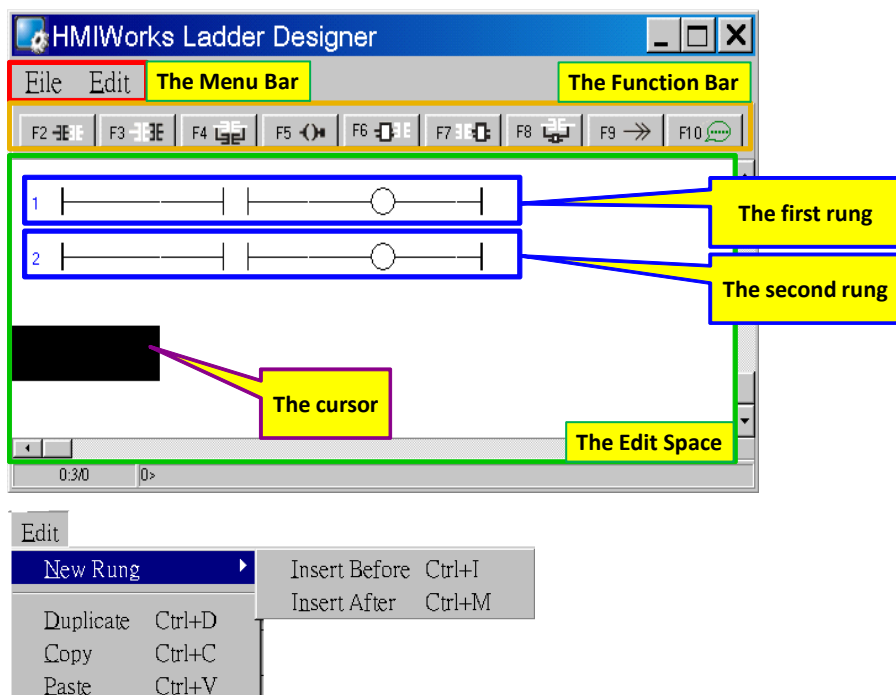 HMIWorks Ladder Designer
File Edit The Menu Bar The Function Bar
F2 F3 F4 F5 F6 F7 F8 F9 F10
1
The first rung
2
The second rung
The cursor
The Edit Space
0:3/0 0>
Edit
New Rung Insert Before Ctrl+I
Insert After Ctrl+M
Duplicate Ctrl+D
Copy Ctrl+C
Paste Ctrl+V